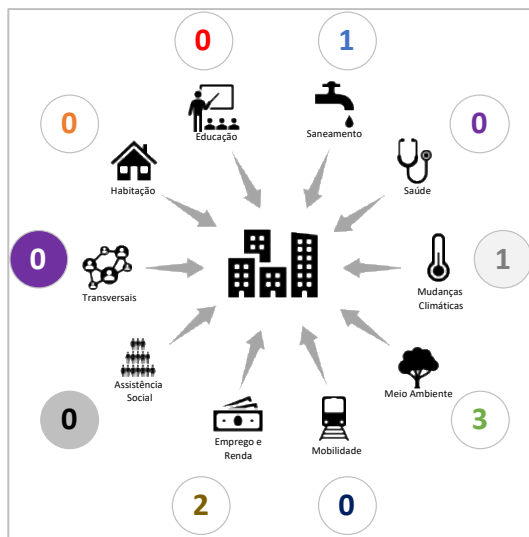 0
1
Educação
Saneamento
0
0
Habitação
Saúde
0
Transversais
1
Mudanças
Climáticas
Assistência
Social
Meio Ambiente
0
Emprego e
Renda
Mobilidade
3
2
0